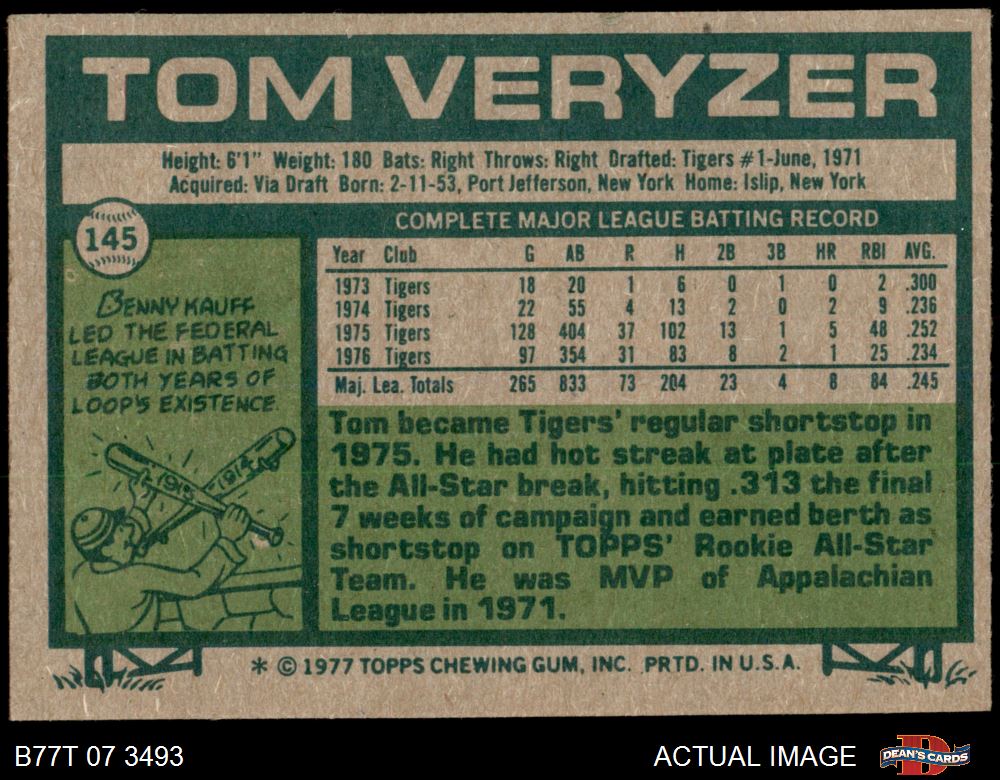 TOM VERYZER
Height: 6'1" Weight: 180 Bats: Right Throws: Right Drafted: Tigers #1-June, 1971
Acquired: Via Draft Born: 2-11-53, Port Jefferson, New York Home: Islip, New York
145
BENNY KAUFF
LED THE FEDERAL
LEAGUE IN BATTING
BOTH YEARS OF
LOOP'S EXISTENCE.
1915 1914
COMPLETE MAJOR LEAGUE BATTING RECORD
Year Club G AB R H 2B 3B HR RBI AVG.
1973 Tigers 18 20 1 6 0 1 0 2 .300
1974 Tigers 22 55 4 13 2 0 2 9 .236
1975 Tigers 128 404 37 102 13 1 5 48 .252
1976 Tigers 97 354 31 83 8 2 1 25 .234
Maj. Lea. Totals 265 833 73 204 23 4 8 84 .245
Tom became Tigers' regular shortstop in
1975. He had hot streak at plate after
the All-Star break, hitting .313 the final
7 weeks of campaign and earned berth as
shortstop on TOPPS' Rookie All-Star
Team. He was MVP of Appalachian
League in 1971.
* © 1977 TOPPS CHEWING GUM, INC. PRTD. IN U.S.A.
B77T 07 3493
ACTUAL IMAGE
D
DEAN'S CARDS